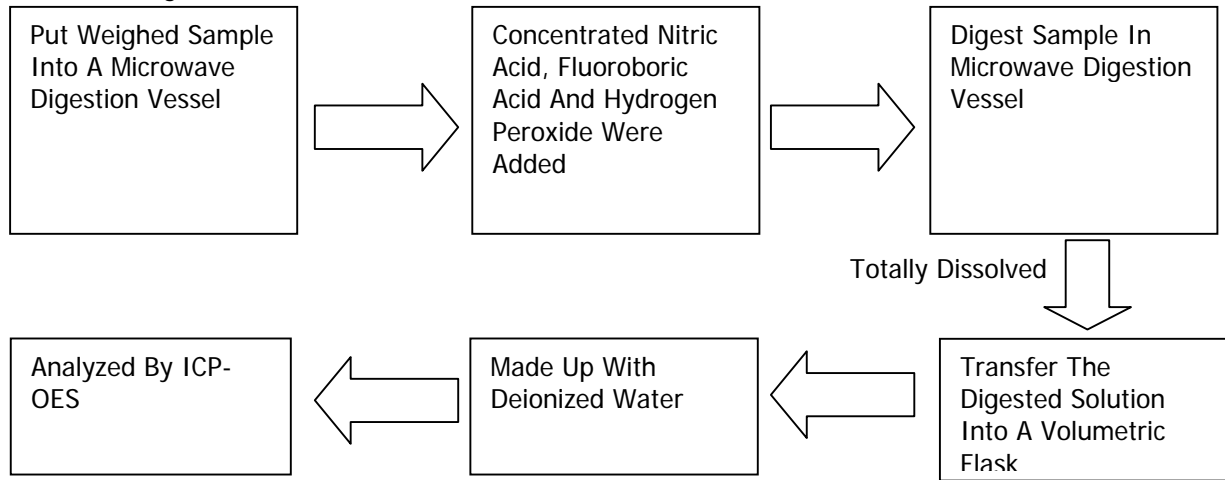 Put Weighed Sample
Into A Microwave
Digestion Vessel
Concentrated Nitric
Acid, Fluoroboric
Acid And Hydrogen
Peroxide Were
Added
Digest Sample In
Microwave Digestion
Vessel
Totally Dissolved
Transfer The
Digested Solution
Into A Volumetric
Flask
Made Up With
Deionized Water
Analyzed By ICP-
OES